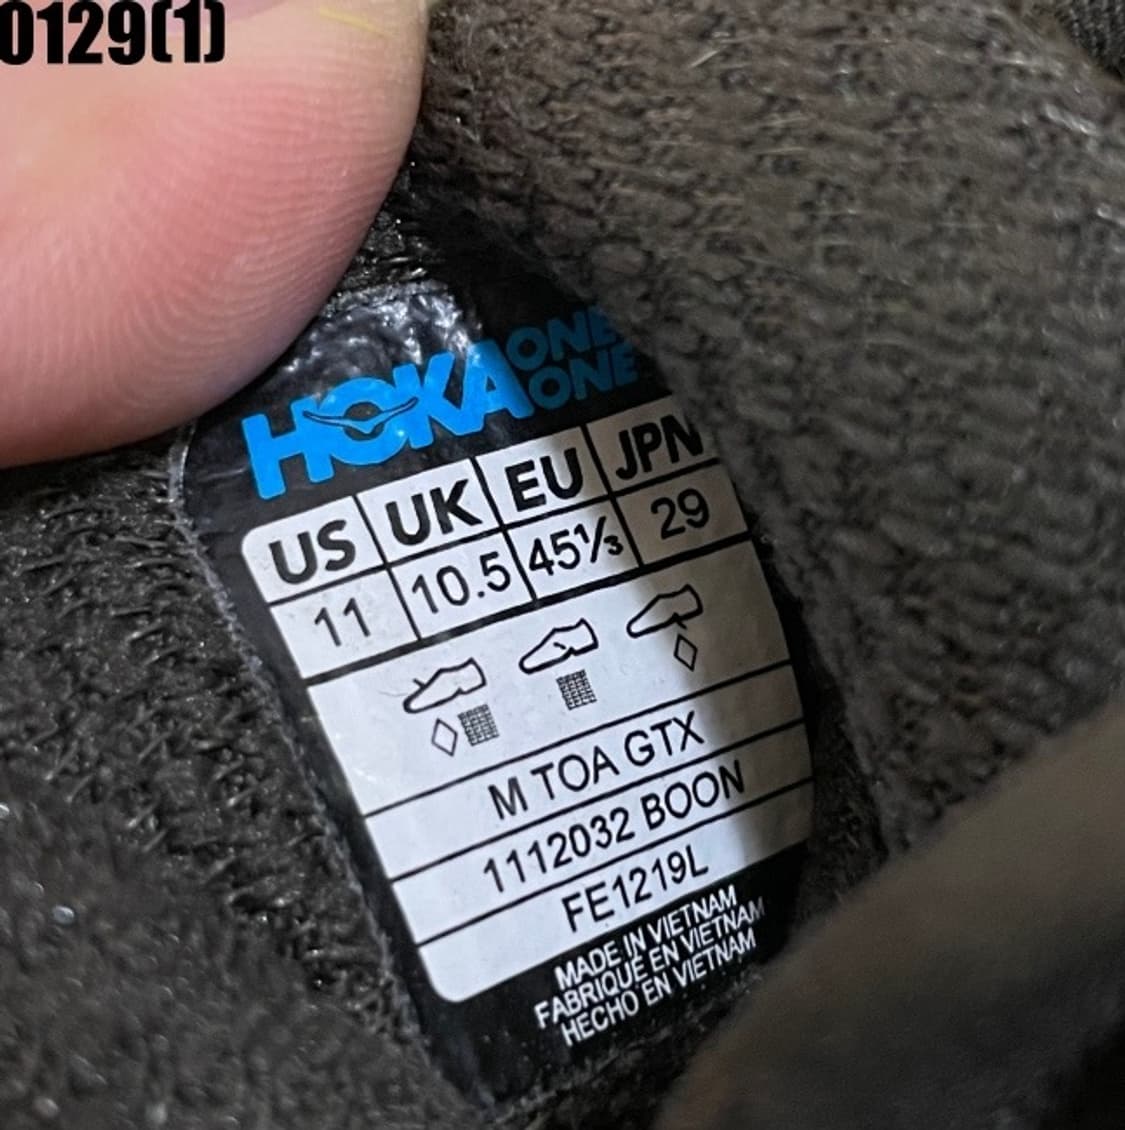 0129(1)
HOKA ONE ONE
US UK EU JPN
11 10.5 45⅓ 29
M TOA GTX
1112032 BOON
FE1219L
MADE IN VIETNAM
FABRIQUÉ EN VIETNAM
HECHO EN VIETNAM